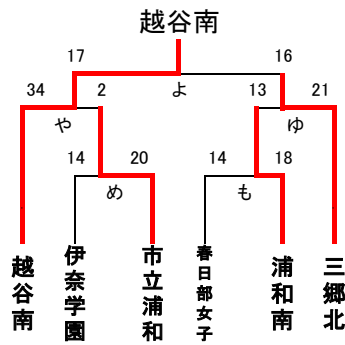 越谷南
17 16
よ
34 2 13 21
や ゆ
14 20 14 18
め も
越谷南
伊奈学園
市立浦和
春日部女子
浦和南
三郷北